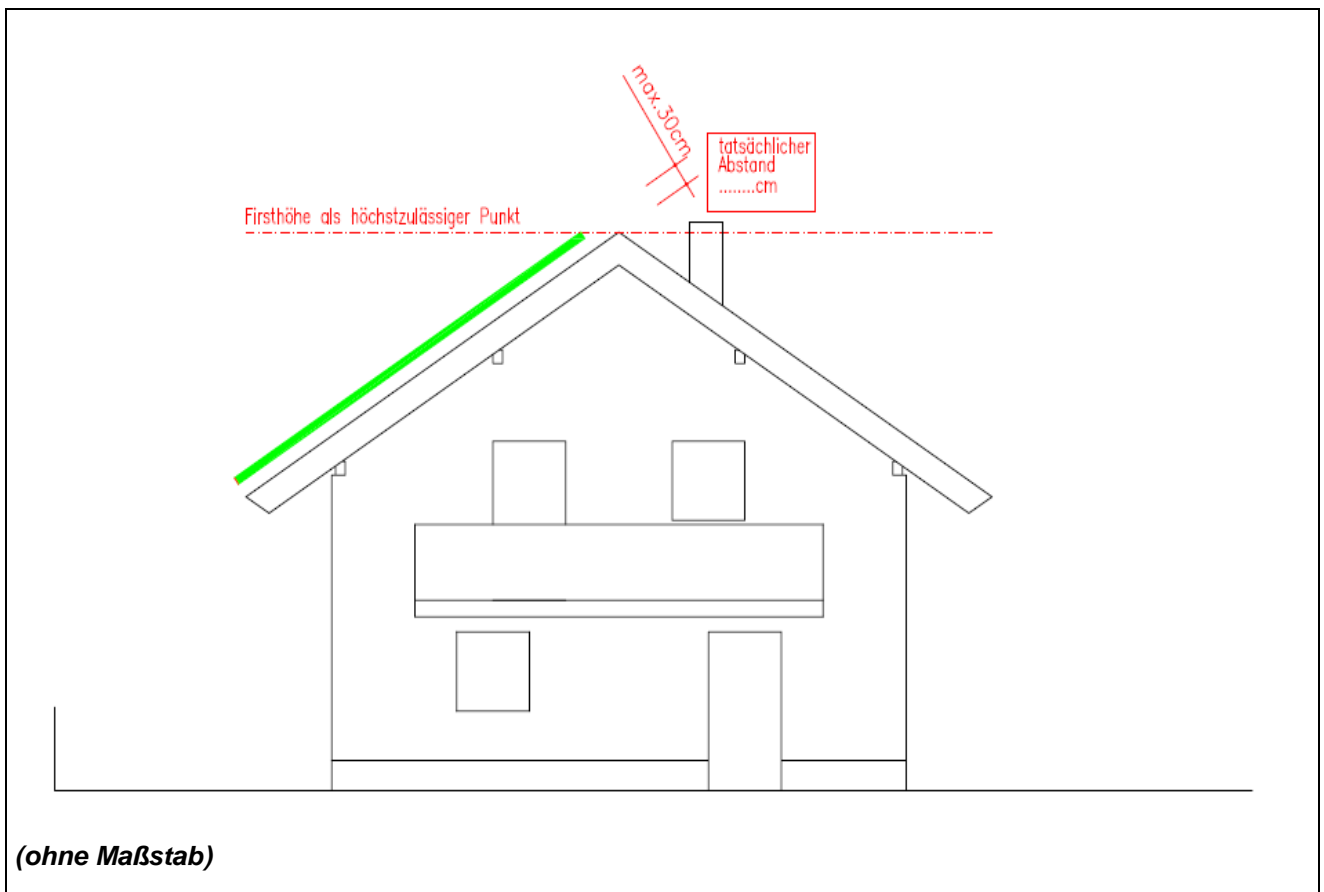 max.30cm
tatsächlicher
Abstand
........cm
Firsthöhe als höchstzulässiger Punkt
(ohne Maßstab)